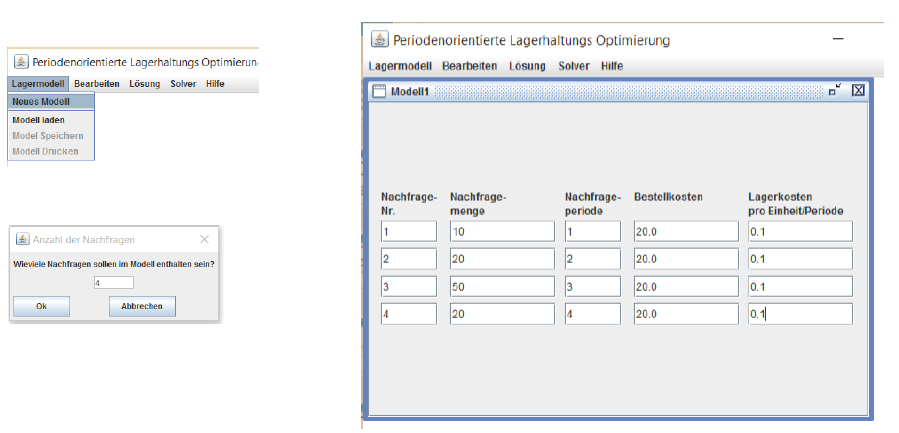 Periodenorientierte Lagerhaltungs Optimierun
Lagermodell Bearbeiten Lösung Solver Hilfe
Neues Modell
Modell laden
Model Speichern
Modell Drucken
Anzahl der Nachfragen
Wieviele Nachfragen sollen im Modell enthalten sein?
4
Ok Abbrechen
Periodenorientierte Lagerhaltungs Optimierung
Lagermodell Bearbeiten Lösung Solver Hilfe
Modell1
Nachfrage- Nachfrage- Nachfrage- Bestellkosten Lagerkosten
Nr. menge periode pro Einheit/Periode
1 10 1 20.0 0.1
2 20 2 20.0 0.1
3 50 3 20.0 0.1
4 20 4 20.0 0.1